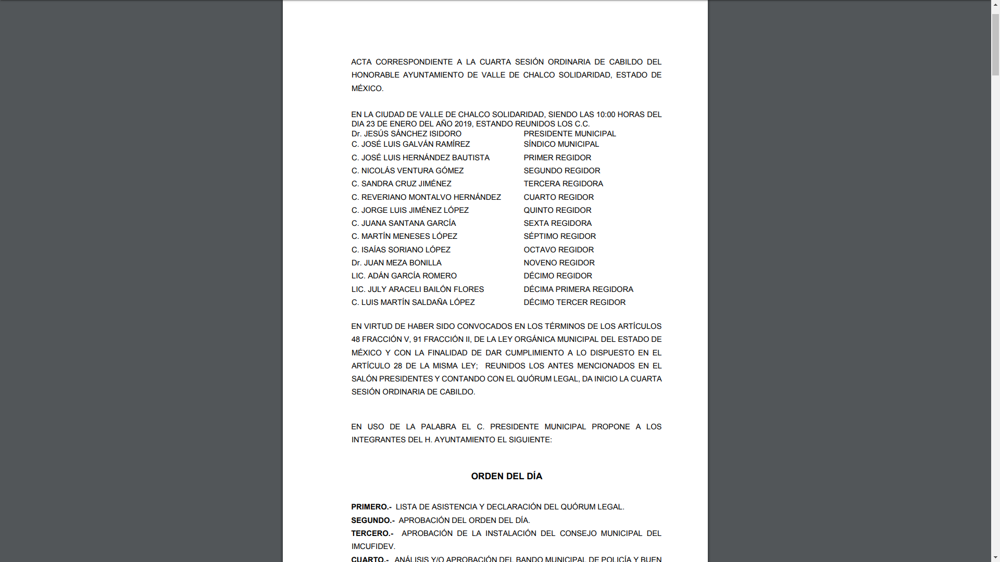 ACTA CORRESPONDIENTE A LA CUARTA SESIÓN ORDINARIA DE CABILDO DEL
HONORABLE AYUNTAMIENTO DE VALLE DE CHALCO SOLIDARIDAD, ESTADO DE
MÉXICO.
EN LA CIUDAD DE VALLE DE CHALCO SOLIDARIDAD, SIENDO LAS 10:00 HORAS DEL
DIA 23 DE ENERO DEL AÑO 2019, ESTANDO REUNIDOS LOS C.C.
Dr. JESÚS SÁNCHEZ ISIDORO PRESIDENTE MUNICIPAL
C. JOSÉ LUIS GALVÁN RAMÍREZ SÍNDICO MUNICIPAL
C. JOSÉ LUIS HERNÁNDEZ BAUTISTA PRIMER REGIDOR
C. NICOLÁS VENTURA GÓMEZ SEGUNDO REGIDOR
C. SANDRA CRUZ JIMÉNEZ TERCERA REGIDORA
C. REVERIANO MONTALVO HERNÁNDEZ CUARTO REGIDOR
C. JORGE LUIS JIMÉNEZ LÓPEZ QUINTO REGIDOR
C. JUANA SANTANA GARCÍA SEXTA REGIDORA
C. MARTÍN MENESES LÓPEZ SÉPTIMO REGIDOR
C. ISAÍAS SORIANO LÓPEZ OCTAVO REGIDOR
Dr. JUAN MEZA BONILLA NOVENO REGIDOR
LIC. ADÁN GARCÍA ROMERO DÉCIMO REGIDOR
LIC. JULY ARACELI BAILÓN FLORES DÉCIMA PRIMERA REGIDORA
C. LUIS MARTÍN SALDAÑA LÓPEZ DÉCIMO TERCER REGIDOR
EN VIRTUD DE HABER SIDO CONVOCADOS EN LOS TÉRMINOS DE LOS ARTÍCULOS
48 FRACCIÓN V, 91 FRACCIÓN II, DE LA LEY ORGÁNICA MUNICIPAL DEL ESTADO DE
MÉXICO Y CON LA FINALIDAD DE DAR CUMPLIMIENTO A LO DISPUESTO EN EL
ARTÍCULO 28 DE LA MISMA LEY; REUNIDOS LOS ANTES MENCIONADOS EN EL
SALÓN PRESIDENTES Y CONTANDO CON EL QUÓRUM LEGAL, DA INICIO LA CUARTA
SESIÓN ORDINARIA DE CABILDO.
EN USO DE LA PALABRA EL C. PRESIDENTE MUNICIPAL PROPONE A LOS
INTEGRANTES DEL H. AYUNTAMIENTO EL SIGUIENTE:
ORDEN DEL DÍA
PRIMERO.- LISTA DE ASISTENCIA Y DECLARACIÓN DEL QUÓRUM LEGAL.
SEGUNDO.- APROBACIÓN DEL ORDEN DEL DÍA.
TERCERO.- APROBACIÓN DE LA INSTALACIÓN DEL CONSEJO MUNICIPAL DEL
IMCUFIDEV.
CUARTO.- ANÁLISIS Y/O APROBACIÓN DEL BANDO MUNICIPAL DE POLICÍA Y BUEN